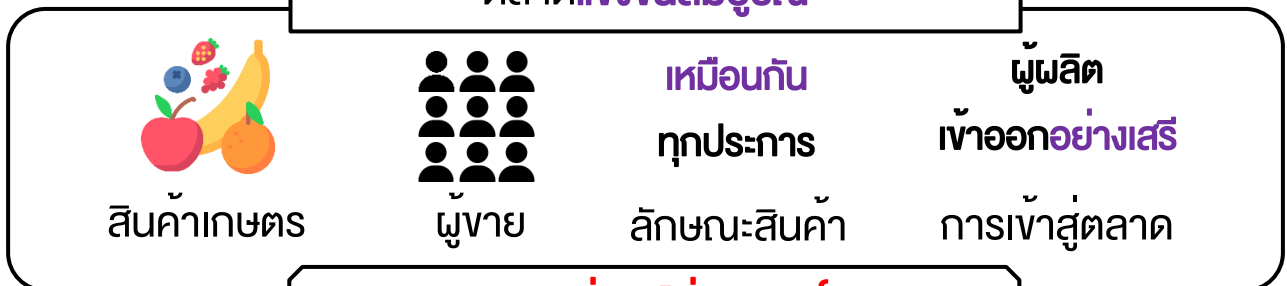 เหมือนกัน
ทุกประการ
ผู้ผลิต
เข้าออกอย่างเสรี
สินค้าเกษตร
ผู้ขาย
ลักษณะสินค้า
การเข้าสู่ตลาด